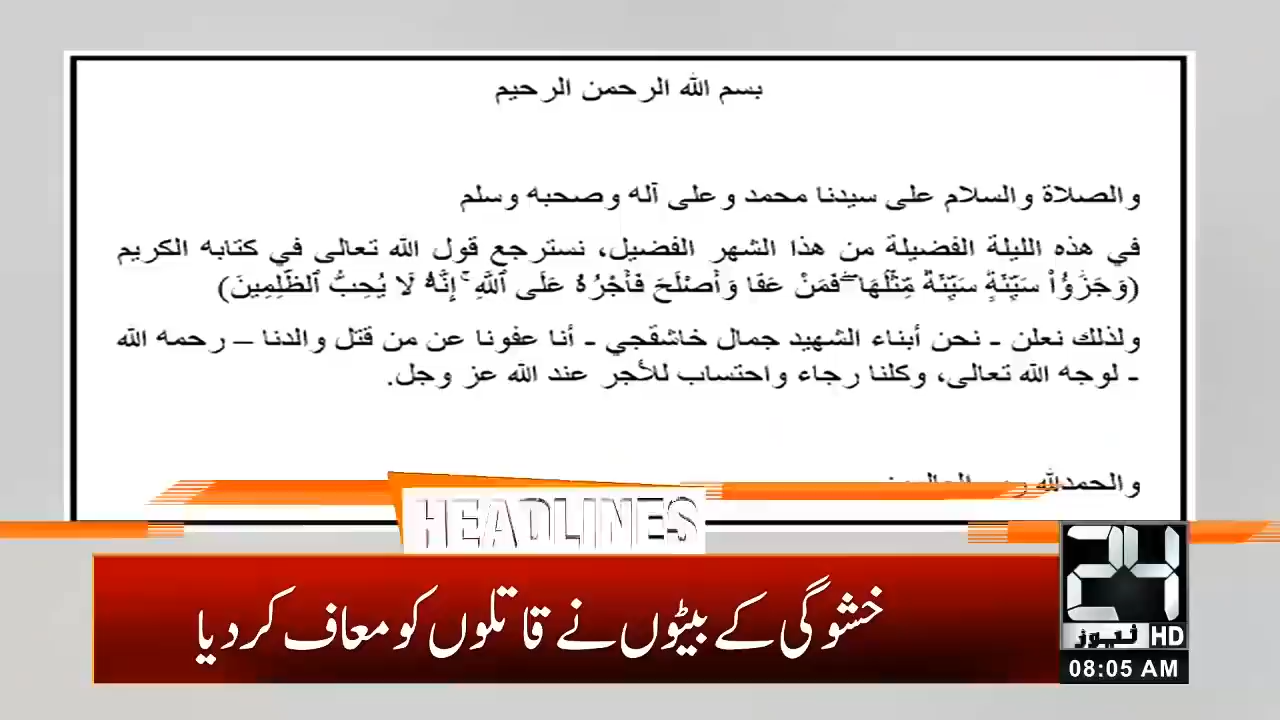 بسم الله الرحمن الرحيم
والصلاة والسلام على سيدنا محمد وعلى آله وصحبه وسلم
في هذه الليلة الفضيلة من هذا الشهر الفضيل، نسترجع قول الله تعالى في كتابه الكريم
(وَجَزَٰٓؤُا۟ سَيِّئَةٍ سَيِّئَةٌ مِّثْلُهَا ۖ فَمَنْ عَفَا وَأَصْلَحَ فَأَجْرُهُ عَلَى ٱللَّهِ ۚ إِنَّهُ لَا يُحِبُّ ٱلظَّٰلِمِينَ)
ولذلك نعلن - نحن أبناء الشهيد جمال خاشقجي - أنا عفونا عن من قتل والدنا – رحمه الله
- لوجه الله تعالى، وكلنا رجاء واحتساب للأجر عند الله عز وجل.
والحمدلله
HEADLINES
خشوگی کے بیٹوں نے قاتلوں کو معاف کر دیا
24
نیوز HD
08:05 AM